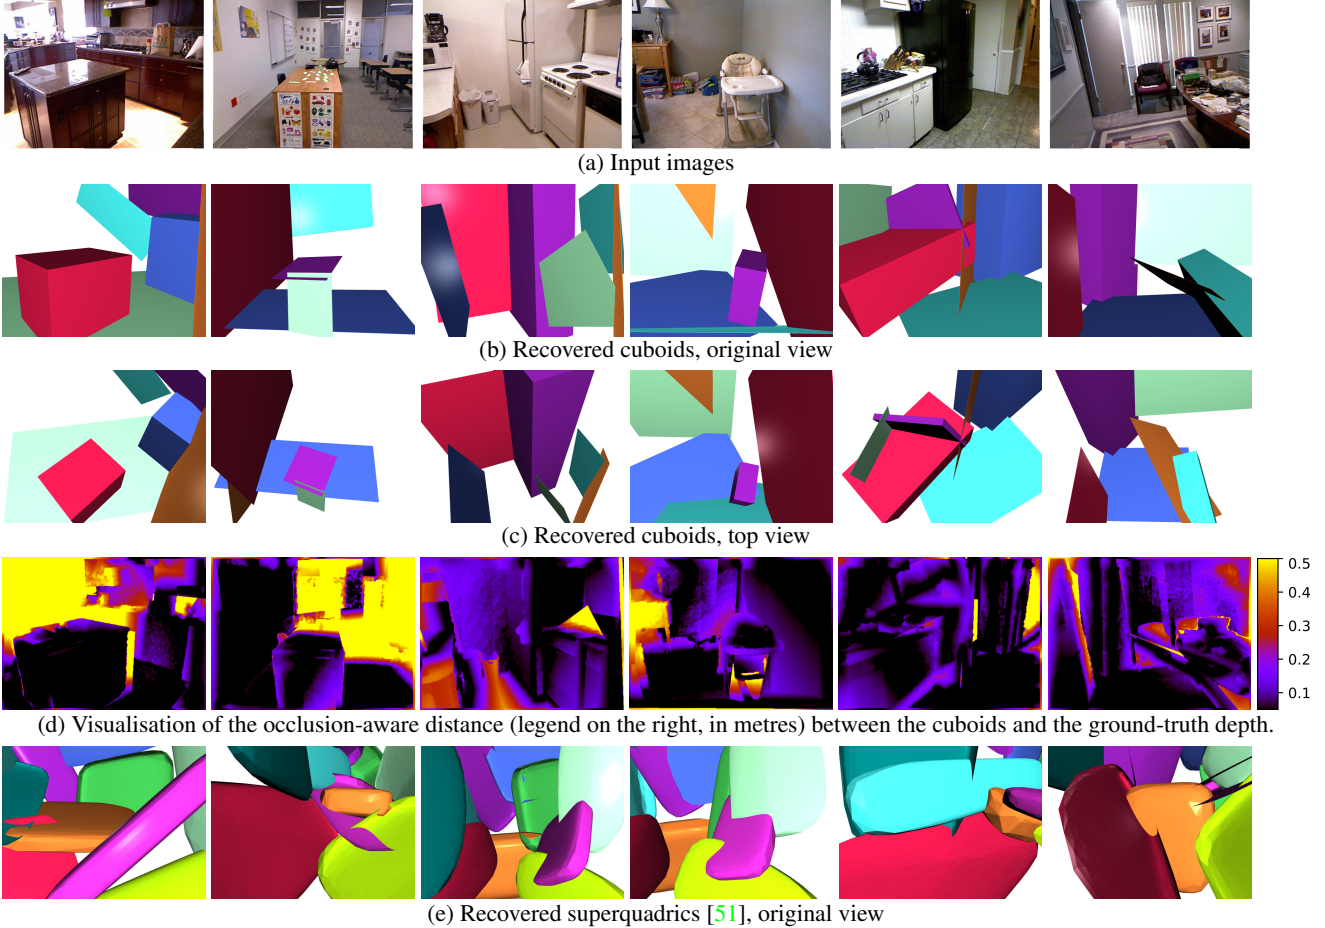 (a) Input images
(b) Recovered cuboids, original view
(c) Recovered cuboids, top view
0.5
0.4
0.3
0.2
0.1
(d) Visualisation of the occlusion-aware distance (legend on the right, in metres) between the cuboids and the ground-truth depth.
(e) Recovered superquadrics [51], original view